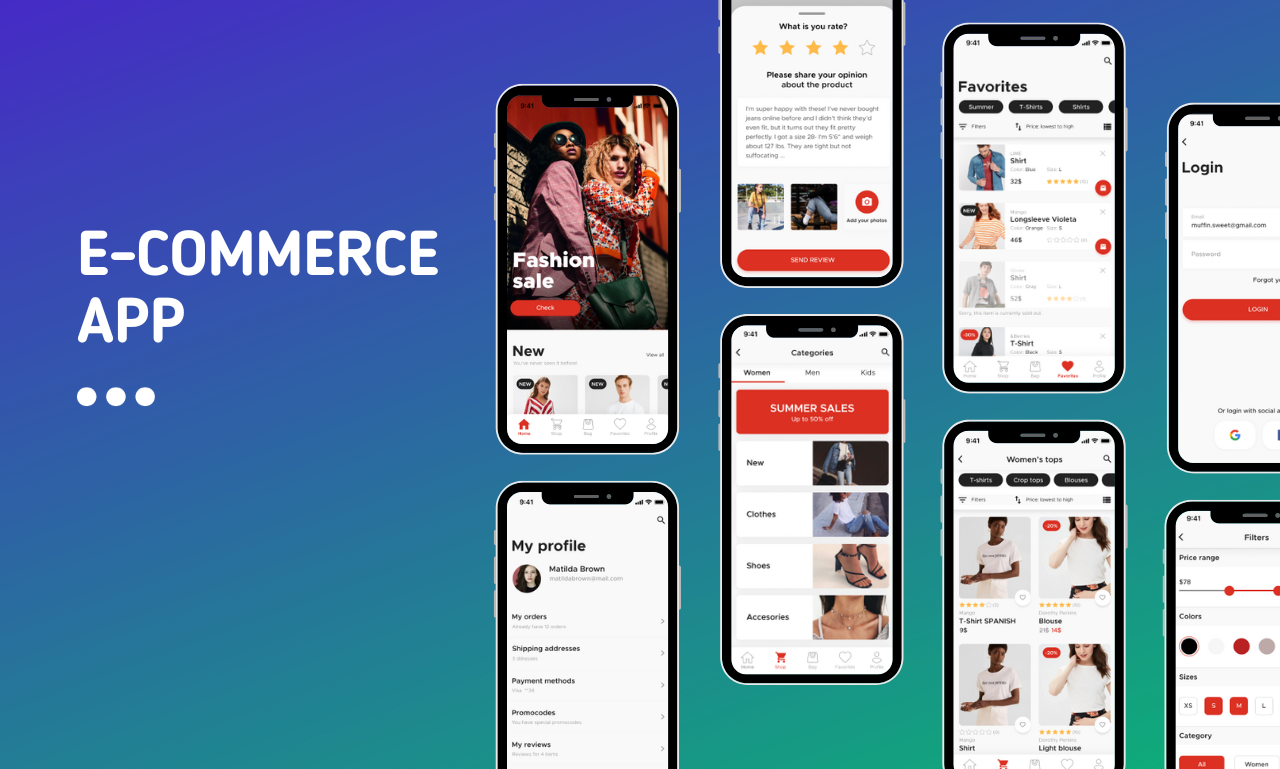 E-COMMERCE
APP
9:41
Fashion
sale
Check
New
You've never seen it before!
View all
NEW
NEW
N
Home
Shop
Bag
Favorites
Profile
9:41
My profile
Matilda Brown
matildabrown@mail.com
My orders
Already have 12 orders
Shipping addresses
3 addresses
Payment methods
Visa **34
Promocodes
You have special promocodes
My reviews
Reviews for 4 items
What is you rate?
Please share your opinion
about the product
I'm super happy with these! I've never bought
jeans online before and I didn't think they'd
even fit, but it turns out they fit pretty
perfectly. I got a size 28- I'm 5'6" and weigh
about 127 lbs. They are tight but not
suffocating ...
Add your photos
SEND REVIEW
9:41
Categories
Women
Men
Kids
SUMMER SALES
Up to 50% off
New
Clothes
Shoes
Accesories
Home
Shop
Bag
Favorites
Profile
9:41
Favorites
Summer
T-Shirts
Shirts
Filters
Price: lowest to high
LIME
Shirt
Color: Blue Size: L
32$
(10)
NEW
Mango
Longsleeve Violeta
Color: Orange Size: S
46$
(0)
Shirt
Color: Gray Size: L
52$
Sorry, this item is currently sold out
-30%
&Berries
T-Shirt
Color: Black Size: S
Home
Shop
Bag
Favorites
Profile
9:41
Women's tops
T-shirts
Crop tops
Blouses
Filters
Price: lowest to high
(3)
Mango
T-Shirt SPANISH
9$
-20%
(10)
Dorothy Perkins
Blouse
21$ 14$
(0)
Mango
Shirt
-20%
(10)
Dorothy Perkins
Light blouse
9:41
Login
Email
muffin.sweet@gmail.com
Password
Forgot yo
LOGIN
Or login with social a
G
9:41
Filters
Price range
$78
Colors
Sizes
XS
S
M
L
Category
All
Women